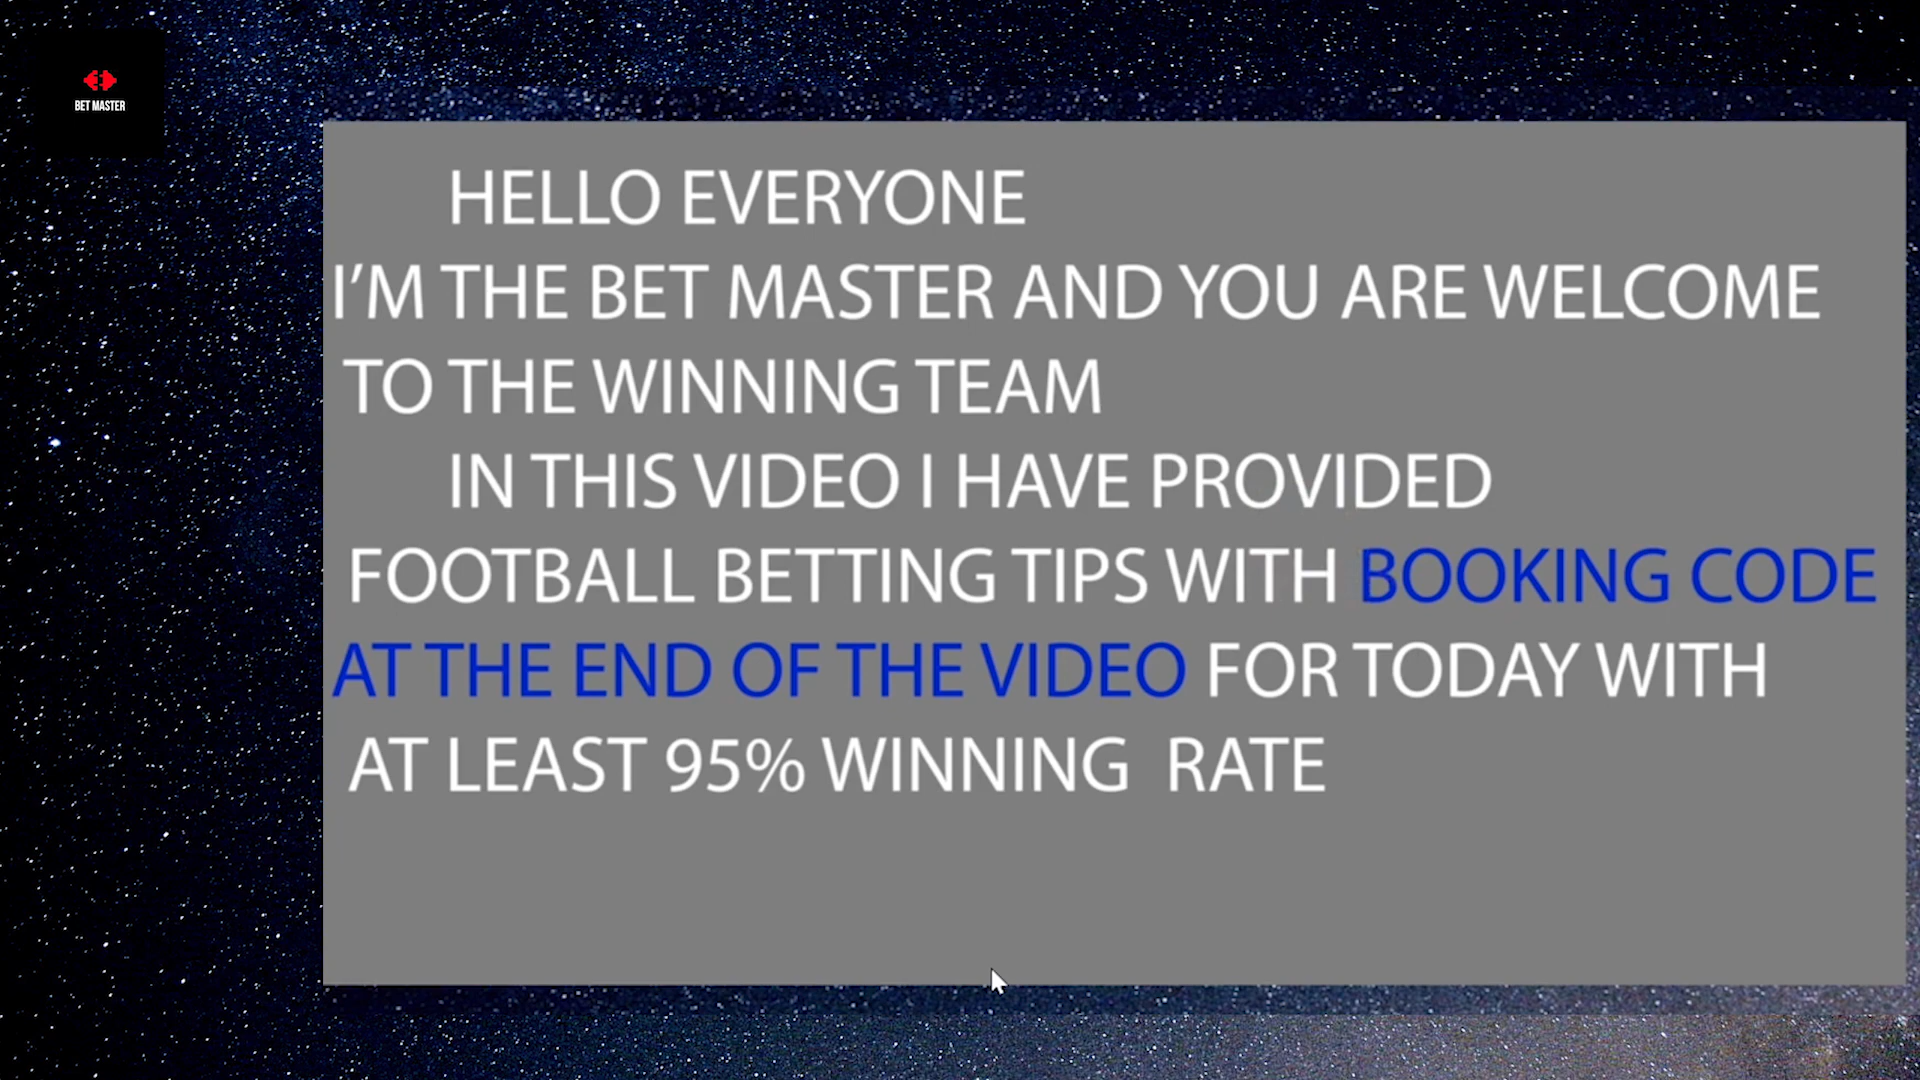 BET MASTER
HELLO EVERYONE
I'M THE BET MASTER AND YOU ARE WELCOME
TO THE WINNING TEAM
IN THIS VIDEO I HAVE PROVIDED
FOOTBALL BETTING TIPS WITH BOOKING CODE
AT THE END OF THE VIDEO FOR TODAY WITH
AT LEAST 95% WINNING RATE